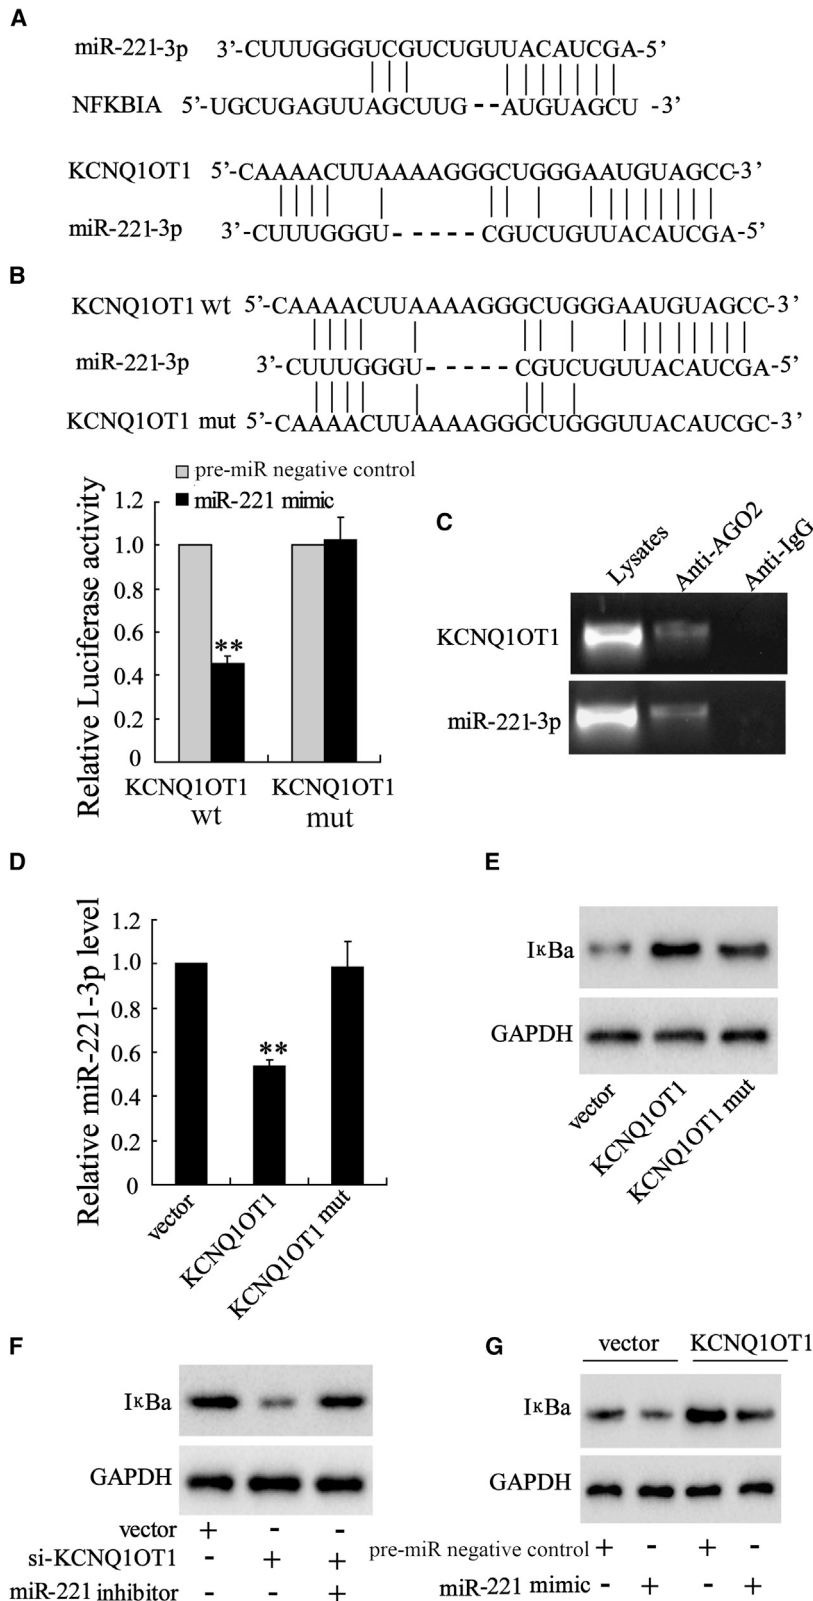 A
miR-221-3p 3’-CUUUGGGUCGUCUGUUACAUCGA-5’
NFKBIA 5’-UGCUGAGUUAGCUUG--AUGUAGCU -3’
KCNQ1OT1 5’-CAAAACUUAAAAGGGCUGGGAAUGUAGCC-3’
miR-221-3p 3’-CUUUGGGU-----CGUCUGUUACAUCGA-5’
B
KCNQ1OT1 wt 5’-CAAAACUUAAAAGGGCUGGGAAUGUAGCC-3’
miR-221-3p 3’-CUUUGGGU-----CGUCUGUUACAUCGA-5’
KCNQ1OT1 mut 5’-CAAAACUUAAAAGGGCUGGGUUACAUCGC-3’
pre-miR negative control
miR-221 mimic
Relative Luciferase activity
1.2
1.0
0.8
0.6
0.4
0.2
0
**
KCNQ1OT1 wt
KCNQ1OT1 mut
C
Lysates Anti-AGO2 Anti-IgG
KCNQ1OT1
miR-221-3p
D
Relative miR-221-3p level
1.2
1.0
0.8
0.6
0.4
0.2
0
**
vector KCNQ1OT1 KCNQ1OT1 mut
E
IκBa
GAPDH
vector KCNQ1OT1 KCNQ1OT1 mut
F
IκBa
GAPDH
vector + - -
si-KCNQ1OT1 - + +
miR-221 inhibitor - - +
G
vector KCNQ1OT1
IκBa
GAPDH
pre-miR negative control + - + -
miR-221 mimic - + - +